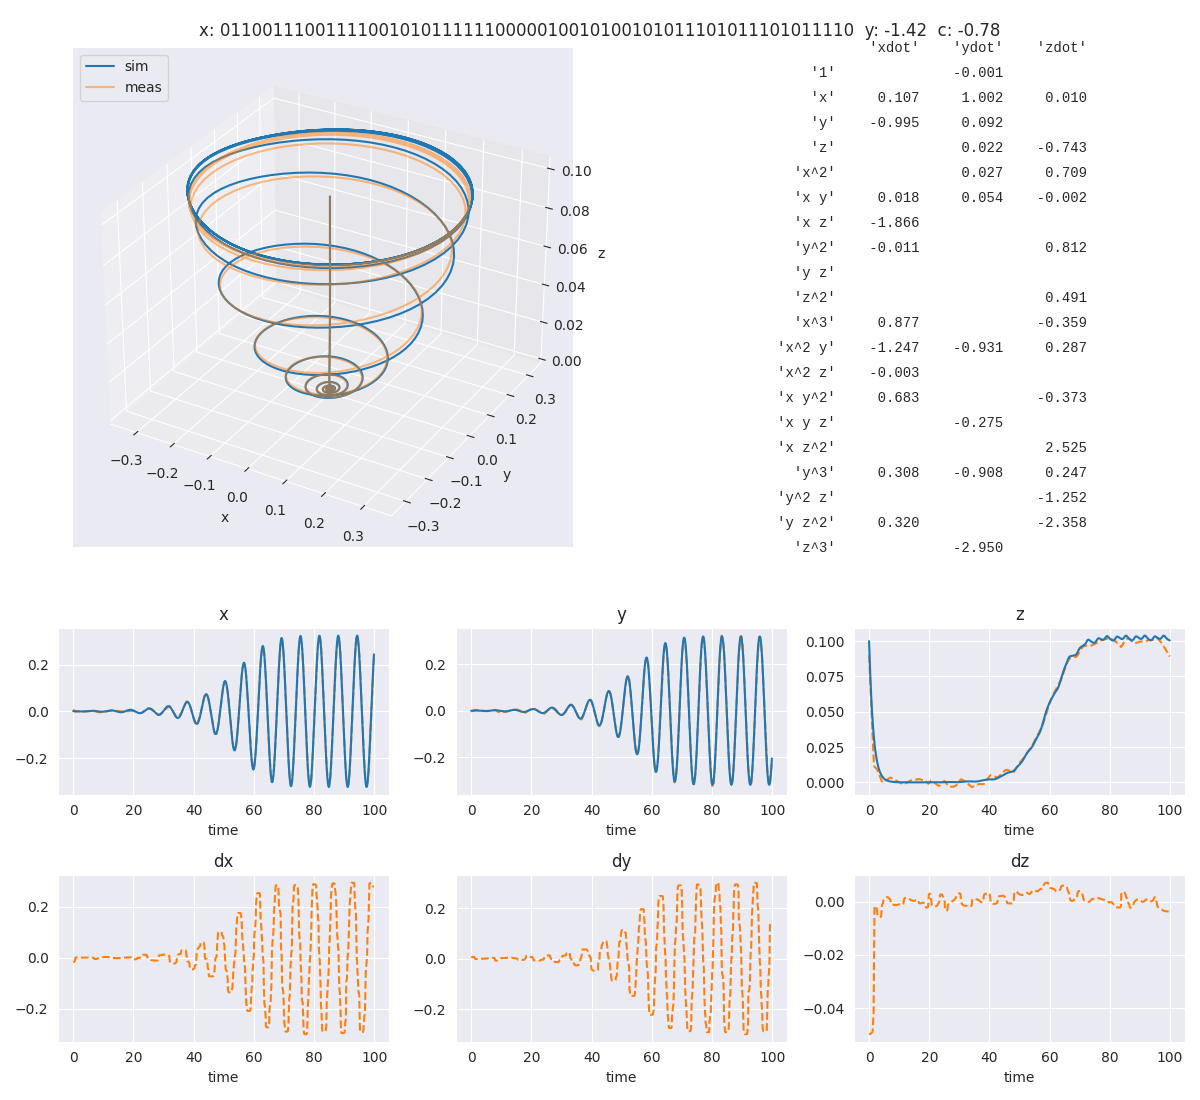 x: 011001110011110010101111110000010010100101011101011101011110  y: -1.42  c: -0.78
sim
meas
0.10
0.08
0.06
0.04
0.02
0.00
z
0.3
0.2
0.1
0.0
−0.1
−0.2
−0.3
y
−0.3
−0.2
−0.1
0.0
0.1
0.2
0.3
x
'xdot' 'ydot' 'zdot'
'1' -0.001
'x' 0.107 1.002 0.010
'y' -0.995 0.092
'z' 0.022 -0.743
'x^2' 0.027 0.709
'x y' 0.018 0.054 -0.002
'x z' -1.866
'y^2' -0.011 0.812
'y z'
'z^2' 0.491
'x^3' 0.877 -0.359
'x^2 y' -1.247 -0.931 0.287
'x^2 z' -0.003
'x y^2' 0.683 -0.373
'x y z' -0.275
'x z^2' 2.525
'y^3' 0.308 -0.908 0.247
'y^2 z' -1.252
'y z^2' 0.320 -2.358
'z^3' -2.950
x
0.2
0.0
−0.2
0 20 40 60 80 100
time
y
0.2
0.0
−0.2
0 20 40 60 80 100
time
z
0.100
0.075
0.050
0.025
0.000
0 20 40 60 80 100
time
dx
0.2
0.0
−0.2
0 20 40 60 80 100
time
dy
0.2
0.0
−0.2
0 20 40 60 80 100
time
dz
0.00
−0.02
−0.04
0 20 40 60 80 100
time